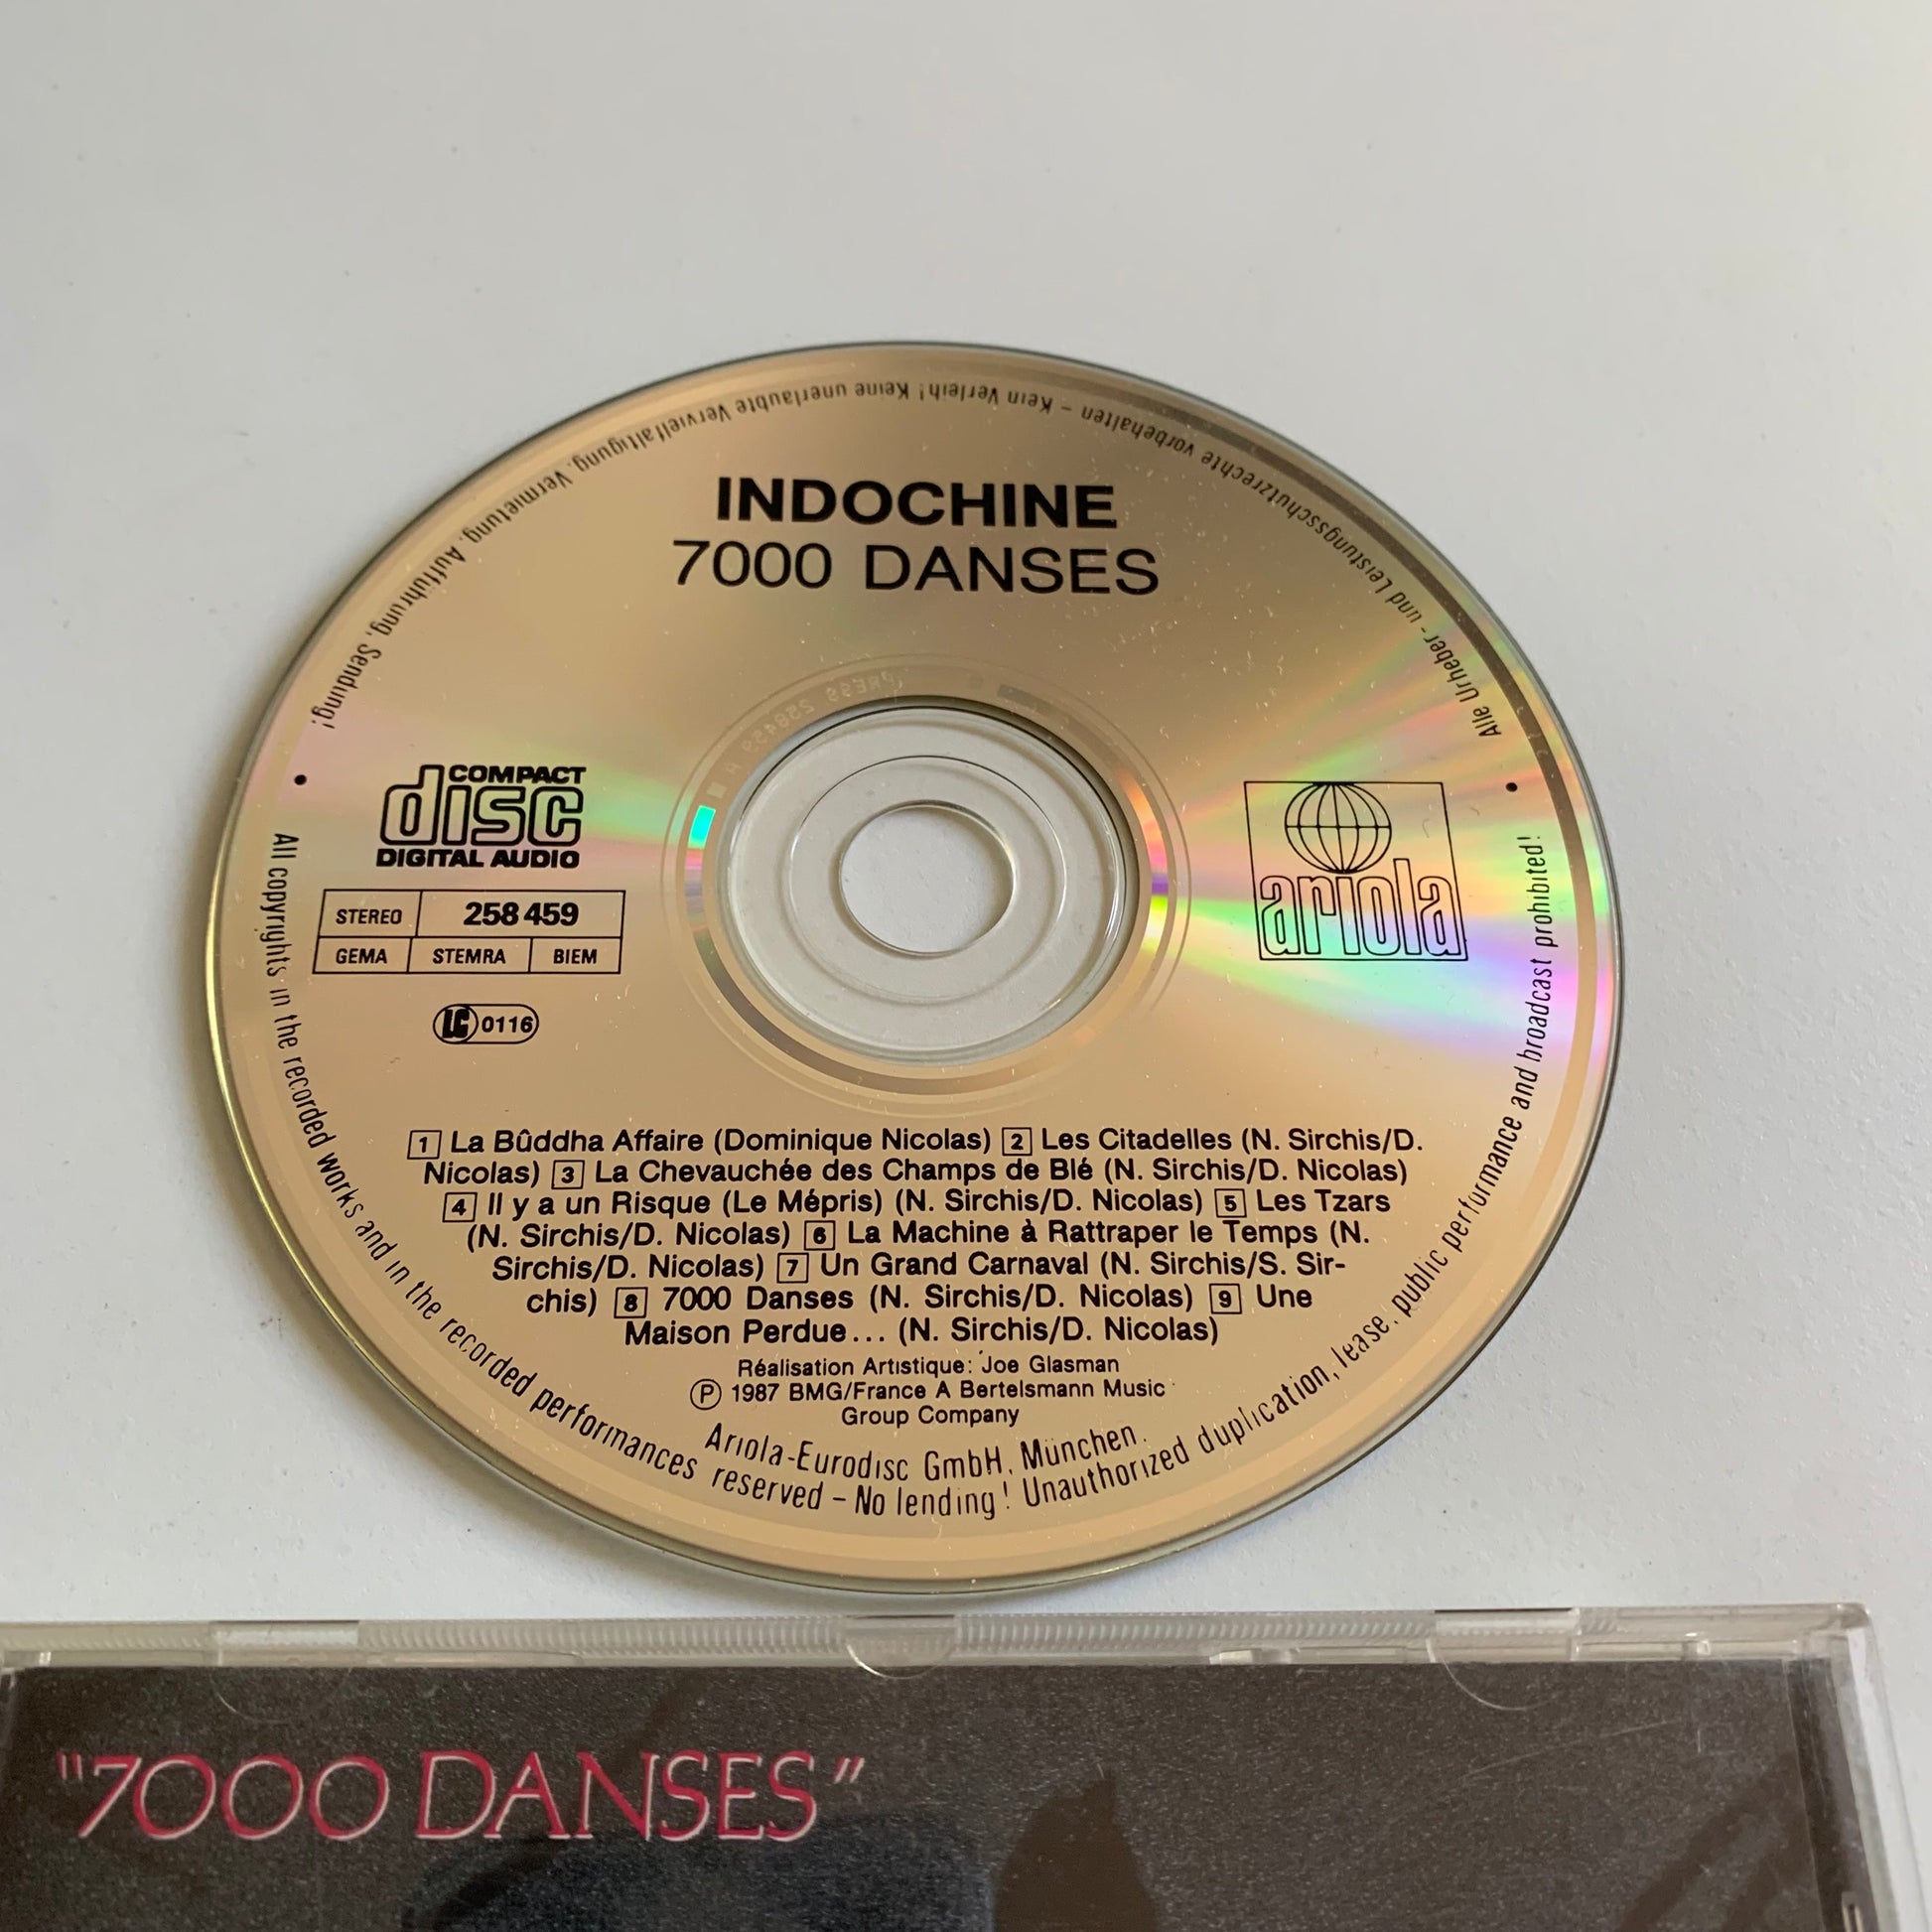 Alle Urheber- und Leistungsschutzrechte vorbehalten – Kein Verleih! Keine unerlaubte Vervielfältigung, Vermietung, Aufführung, Sendung!
INDOCHINE
7000 DANSES
COMPACT
disc
DIGITAL AUDIO
STEREO 258 459
GEMA STEMRA BIEM
LC 0116
ariola
1 La Bûddha Affaire (Dominique Nicolas) 2 Les Citadelles (N. Sirchis/D.
Nicolas) 3 La Chevauchée des Champs de Blé (N. Sirchis/D. Nicolas)
4 Il y a un Risque (Le Mépris) (N. Sirchis/D. Nicolas) 5 Les Tzars
(N. Sirchis/D. Nicolas) 6 La Machine à Rattraper le Temps (N.
Sirchis/D. Nicolas) 7 Un Grand Carnaval (N. Sirchis/S. Sir-
chis) 8 7000 Danses (N. Sirchis/D. Nicolas) 9 Une
Maison Perdue... (N. Sirchis/D. Nicolas)
Réalisation Artistique: Joe Glasman
Ⓟ 1987 BMG/France A Bertelsmann Music
Group Company
Ariola-Eurodisc GmbH, München.
All copyrights in the recorded works and in the recorded performances reserved – No lending! Unauthorized duplication, lease, public performance and broadcast prohibited!
"7000 DANSES"